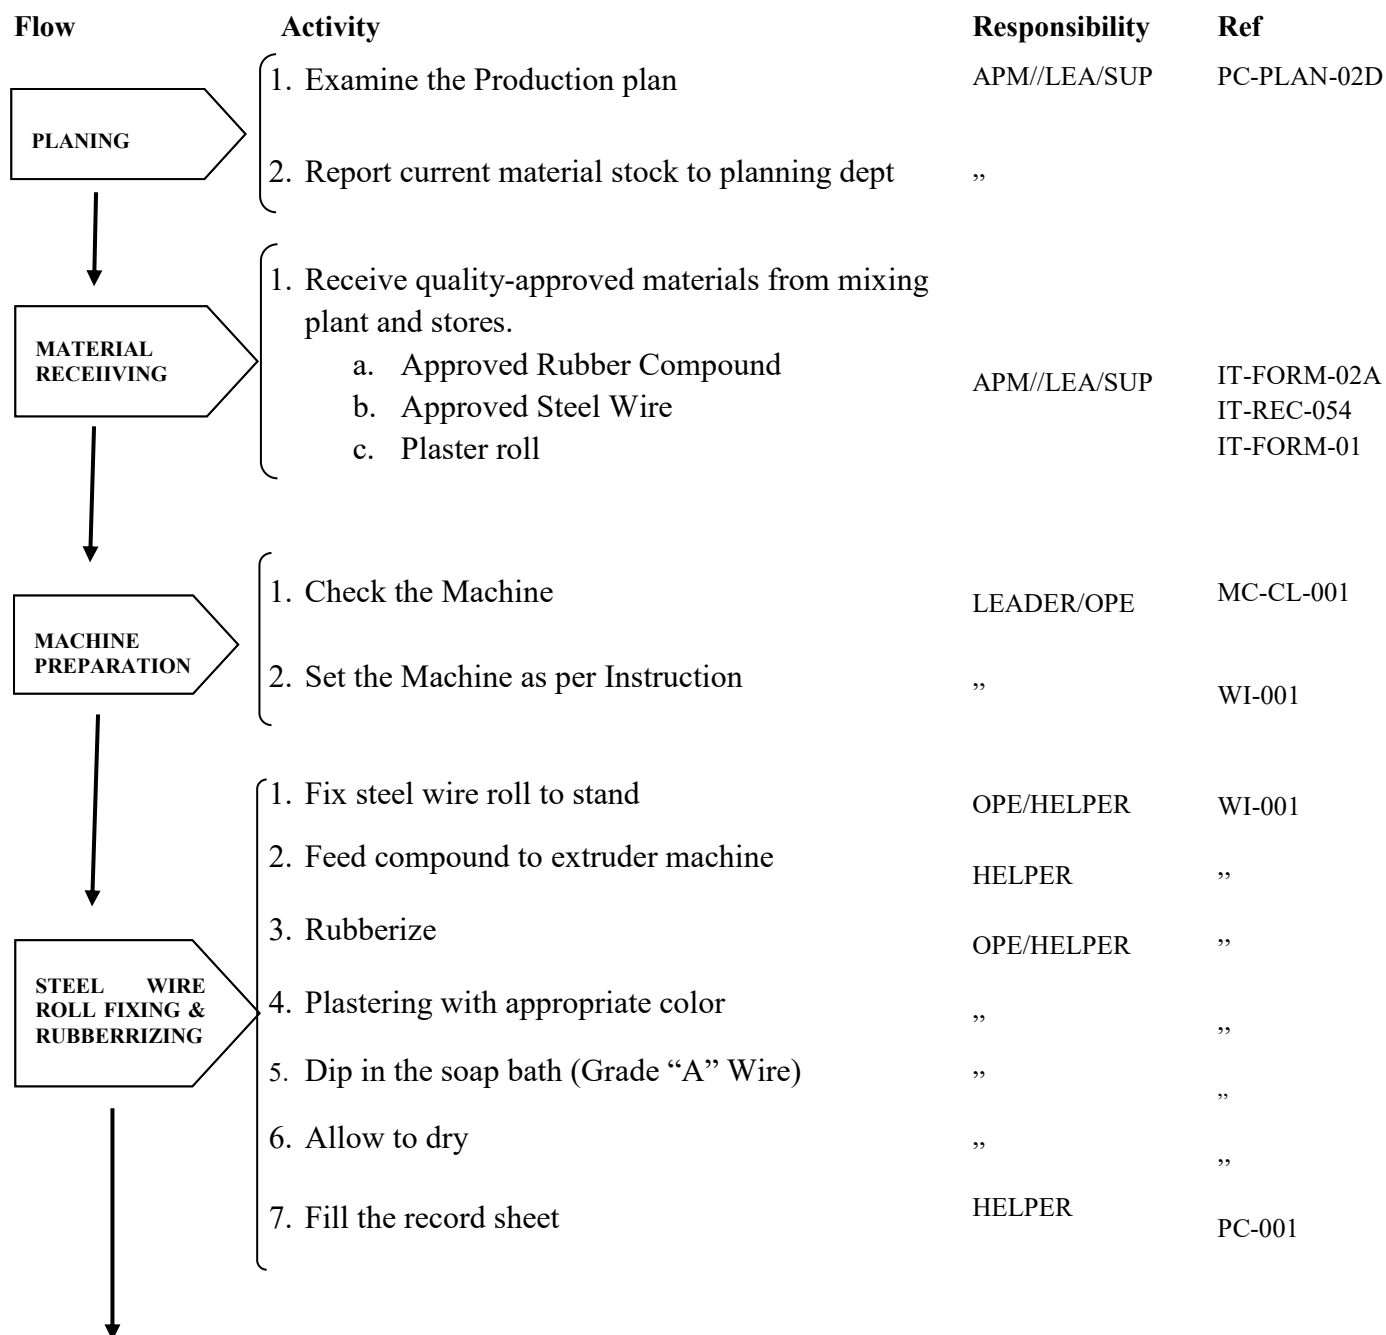 Flow Activity Responsibility Ref
PLANING
1. Examine the Production plan APM//LEA/SUP PC-PLAN-02D
2. Report current material stock to planning dept ,,
MATERIAL
RECEIIVING
1. Receive quality-approved materials from mixing
plant and stores.
a. Approved Rubber Compound APM//LEA/SUP IT-FORM-02A
b. Approved Steel Wire IT-REC-054
c. Plaster roll IT-FORM-01
MACHINE
PREPARATION
1. Check the Machine LEADER/OPE MC-CL-001
2. Set the Machine as per Instruction ,, WI-001
STEEL WIRE
ROLL FIXING &
RUBBERRIZING
1. Fix steel wire roll to stand OPE/HELPER WI-001
2. Feed compound to extruder machine HELPER ,,
3. Rubberize OPE/HELPER ,,
4. Plastering with appropriate color ,, ,,
5. Dip in the soap bath (Grade “A” Wire) ,, ,,
6. Allow to dry ,, ,,
7. Fill the record sheet HELPER PC-001